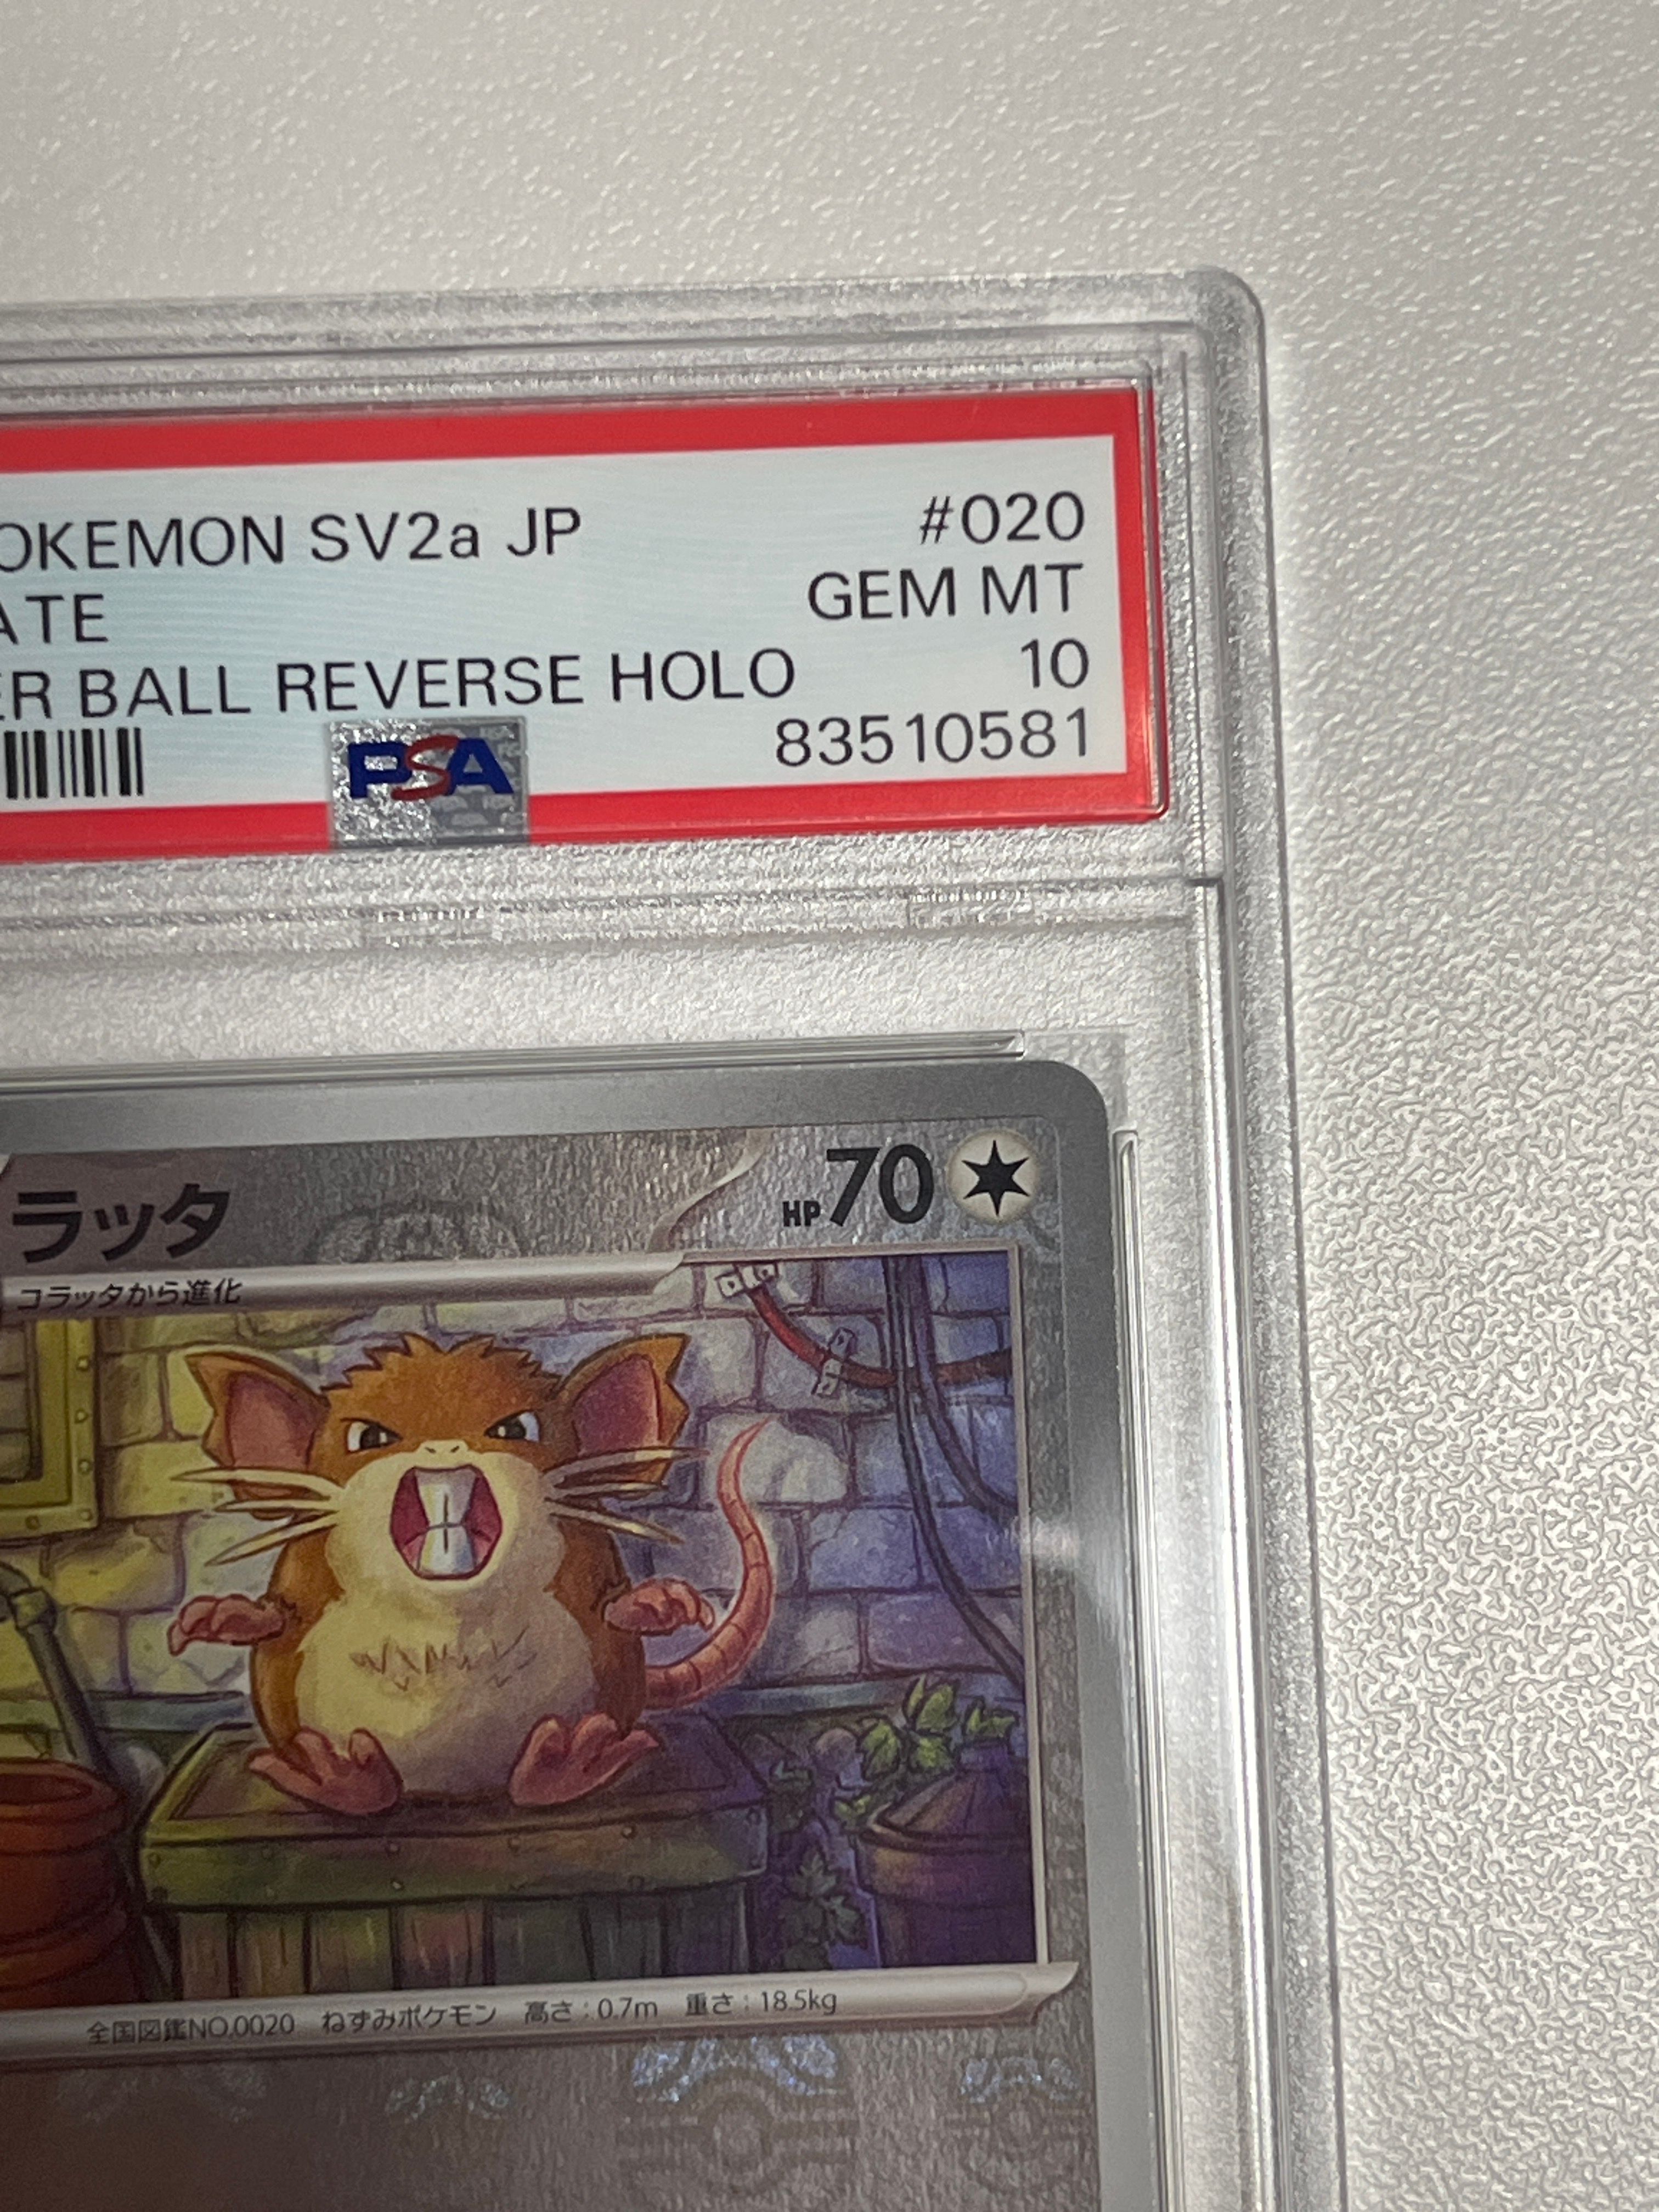 OKEMON SV2a JP #020
ATE GEM MT
ER BALL REVERSE HOLO 10
PSA 83510581
ラッタ HP70
コラッタから進化
全国図鑑NO.0020 ねずみポケモン 高さ:0.7m 重さ:18.5kg